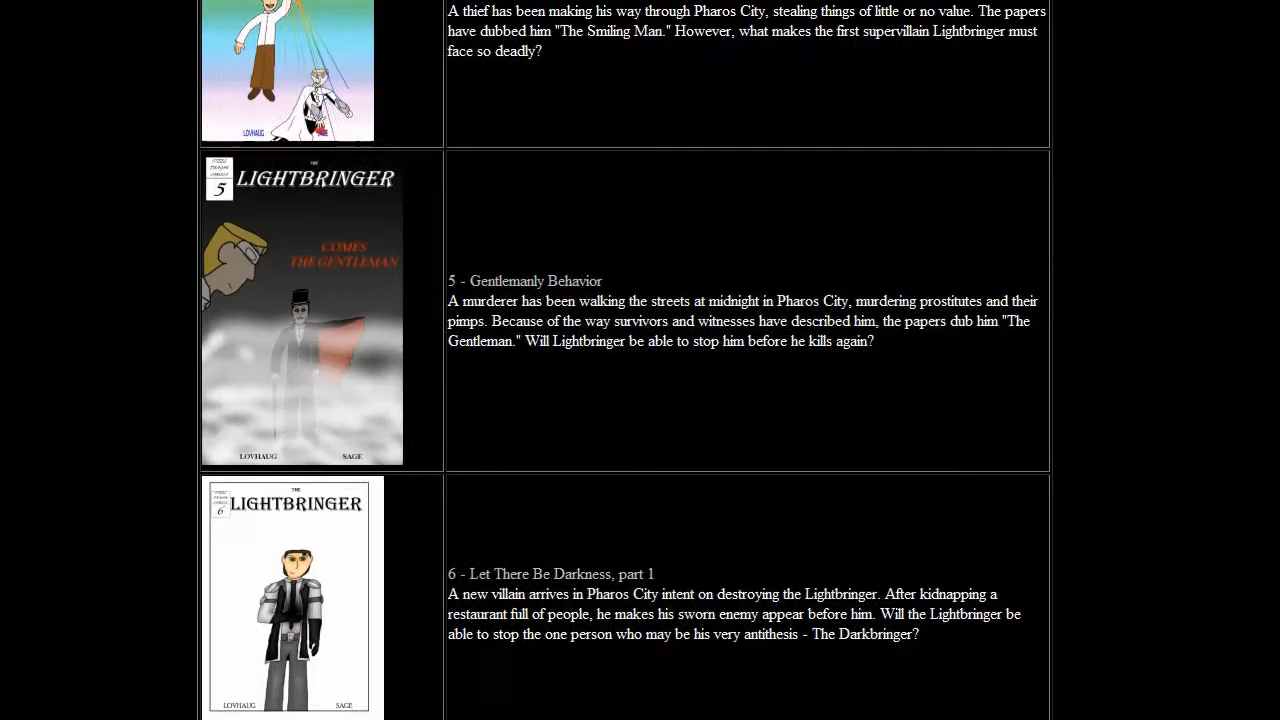 A thief has been making his way through Pharos City, stealing things of little or no value. The papers
have dubbed him "The Smiling Man." However, what makes the first supervillain Lightbringer must
face so deadly?
LOVHAUG SAGE
5
THE
LIGHTBRINGER
COMES
THE GENTLEMAN
LOVHAUG SAGE
5 - Gentlemanly Behavior
A murderer has been walking the streets at midnight in Pharos City, murdering prostitutes and their
pimps. Because of the way survivors and witnesses have described him, the papers dub him "The
Gentleman." Will Lightbringer be able to stop him before he kills again?
6
THE
LIGHTBRINGER
LOVHAUG SAGE
6 - Let There Be Darkness, part 1
A new villain arrives in Pharos City intent on destroying the Lightbringer. After kidnapping a
restaurant full of people, he makes his sworn enemy appear before him. Will the Lightbringer be
able to stop the one person who may be his very antithesis - The Darkbringer?